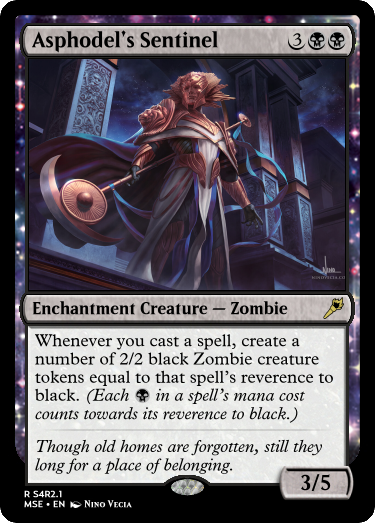 Asphodel's Sentinel 3
Enchantment Creature — Zombie
Whenever you cast a spell, create a
number of 2/2 black Zombie creature
tokens equal to that spell's reverence to
black. (Each in a spell's mana cost
counts towards its reverence to black.)
Though old homes are forgotten, still they
long for a place of belonging.
3/5
R S4R2.1
MSE • EN Nino Vecia